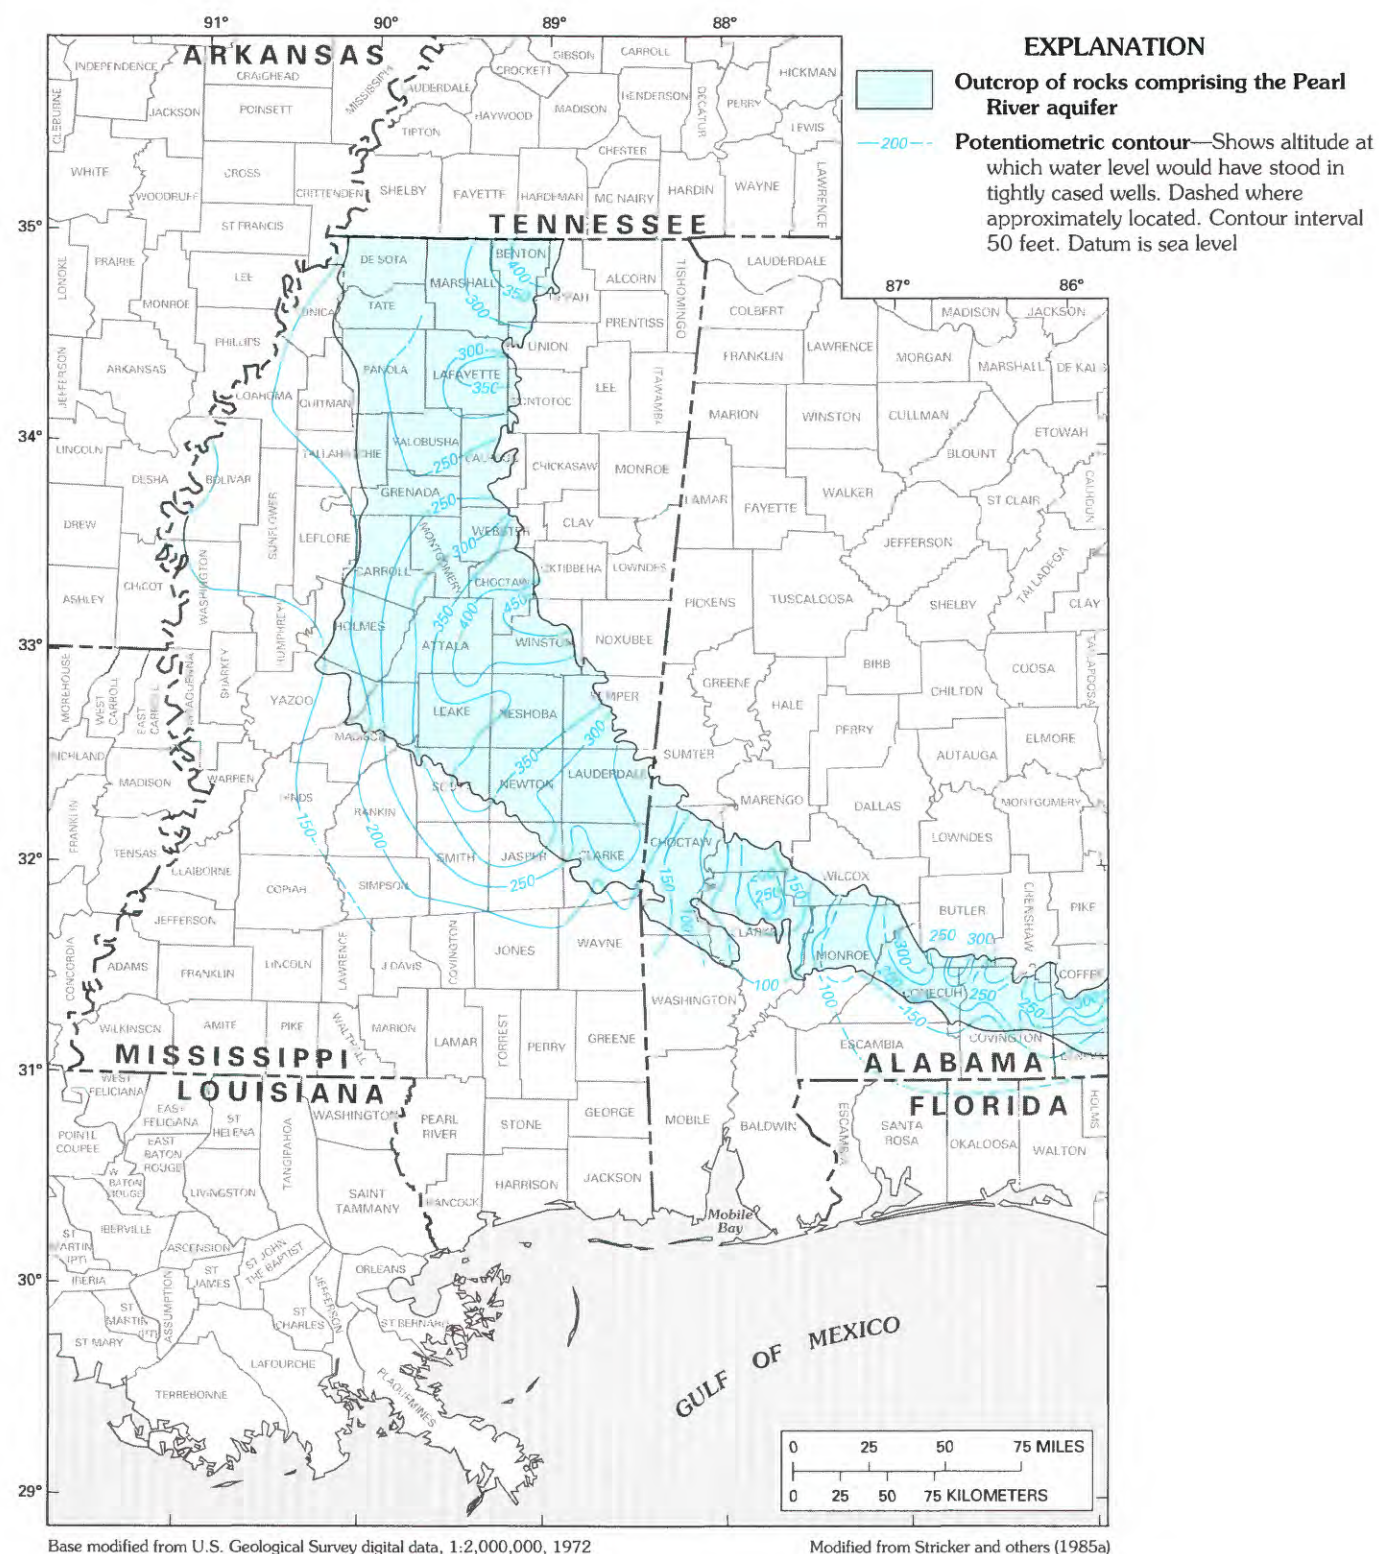 91° 90° 89° 88°
EXPLANATION
Outcrop of rocks comprising the Pearl
River aquifer
—200-- Potentiometric contour—Shows altitude at
which water level would have stood in
tightly cased wells. Dashed where
approximately located. Contour interval
50 feet. Datum is sea level
87° 86°
ARKANSAS
INDEPENDENCE
CRAIGHEAD
MISSISSIPPI
LAUDERDALE
CROCKETT
GIBSON
CARROLL
HICKMAN
CLEBURNE
JACKSON
POINSETT
HAYWOOD
MADISON
HENDERSON
DECATUR
PERRY
LEWIS
TIPTON
CHESTER
WHITE
WOODRUFF
CROSS
CRITTENDEN
SHELBY
FAYETTE
HARDEMAN
MC NAIRY
HARDIN
WAYNE
LAWRENCE
35°
ST FRANCIS
TENNESSEE
LONOKE
PRAIRIE
LEE
DE SOTA
BENTON
MARSHALL
400
350
300
ALCORN
TISHOMINGO
LAUDERDALE
MONROE
TATE
PRENTISS
COLBERT
MADISON
JACKSON
JEFFERSON
ARKANSAS
PHILLIPS
PANOLA
300
LAFAYETTE
350
UNION
LEE
ITAWAMBA
FRANKLIN
LAWRENCE
MORGAN
MARSHALL
COAHOMA
QUITMAN
MARION
WINSTON
CULLMAN
ETOWAH
34°
LINCOLN
DESHA
BOLIVAR
YALOBUSHA
250
CHICKASAW
MONROE
BLOUNT
CALHOUN
DREW
SUNFLOWER
GRENADA
250
LAMAR
FAYETTE
WALKER
ST CLAIR
LEFLORE
MONTGOMERY
300
WEBSTER
CLAY
JEFFERSON
TALLADEGA
CHICOT
WASHINGTON
CARROLL
CHOCTAW
OKTIBBEHA
LOWNDES
ASHLEY
HUMPHREYS
HOLMES
350
400
450
PICKENS
TUSCALOOSA
SHELBY
CLAY
33°
ATTALA
WINSTON
NOXUBEE
BIBB
COOSA
TALLAPOOSA
MOREHOUSE
WEST
CARROLL
SHARKEY
YAZOO
GREENE
HALE
CHILTON
LEAKE
NESHOBA
300
SUMTER
PERRY
AUTAUGA
ELMORE
RICHLAND
MADISON
WARREN
350
NEWTON
LAUDERDALE
MARENGO
DALLAS
MONTGOMERY
FRANKLIN
150
RANKIN
200
LOWNDES
TENSAS
32°
CLAIBORNE
SMITH
JASPER
CLARKE
CHOCTAW
COPIAH
SIMPSON
250
150
250
150
WILCOX
BUTLER
CRENSHAW
PIKE
JEFFERSON
100
CONCORDIA
ADAMS
FRANKLIN
LINCOLN
LAWRENCE
COVINGTON
JONES
WAYNE
MONROE
300
250 300
COFFEE
100
WASHINGTON
100
150
250
250
WILKINSON
AMITE
PIKE
WALTHALL
MARION
LAMAR
FORREST
PERRY
GREENE
ESCAMBIA
COVINGTON
MISSISSIPPI
ALABAMA
31°
LOUISIANA
FLORIDA
WEST
FELICIANA
EAST
FELICIANA
ST
HELENA
TANGIPAHOA
WASHINGTON
PEARL
RIVER
STONE
GEORGE
MOBILE
BALDWIN
ESCAMBIA
SANTA
ROSA
OKALOOSA
WALTON
HOLMS
POINTE
COUPEE
EAST
BATON
ROUGE
W
BATON
ROUGE
LIVINGSTON
SAINT
TAMMANY
HANCOCK
HARRISON
JACKSON
Mobile
Bay
IBERVILLE
ASCENSION
ST JOHN
THE BAPTIST
ORLEANS
30°
IBERIA
ST
JAMES
ASSUMPTION
JEFFERSON
ST
MARTIN
ST
CHARLES
ST BERNARD
ST MARY
LAFOURCHE
TERREBONNE
PLAQUEMINES
GULF OF MEXICO
29°
0 25 50 75 MILES
0 25 50 75 KILOMETERS
Base modified from U.S. Geological Survey digital data, 1:2,000,000, 1972
Modified from Stricker and others (1985a)